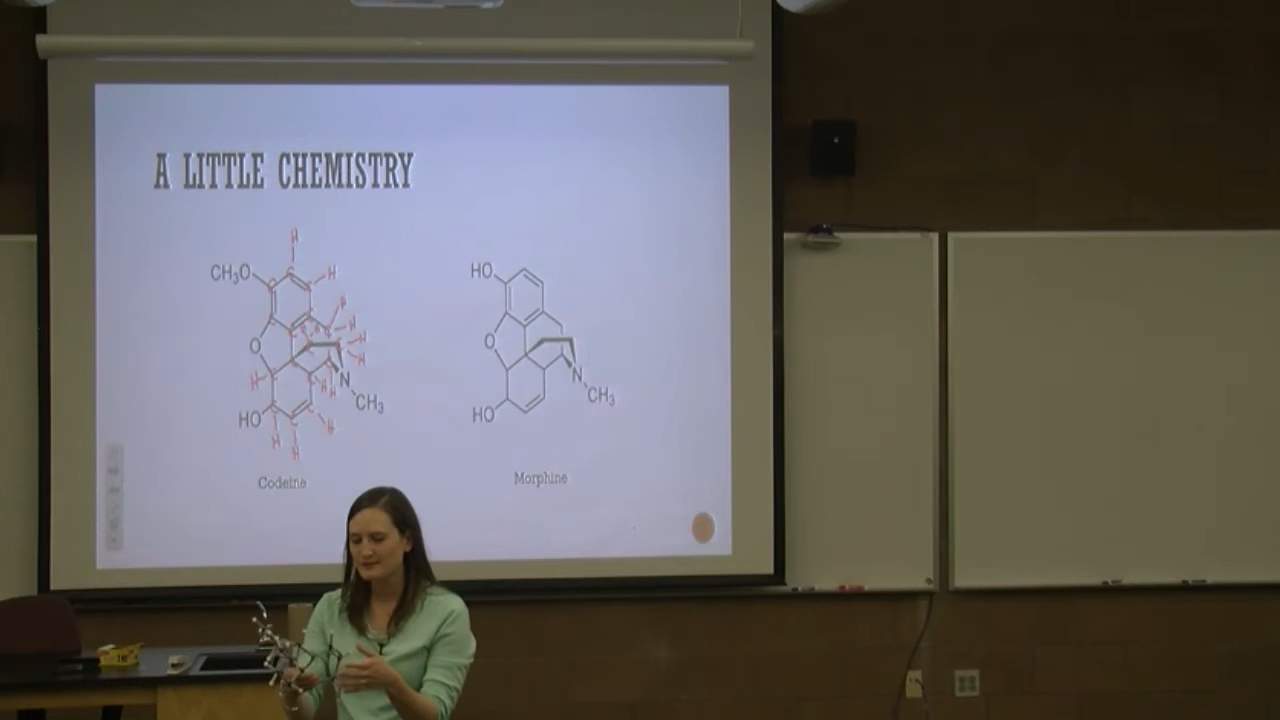 A LITTLE CHEMISTRY
H
CH₃O C C H
C H
H
H
H
O
H C H H N
CH₃
HO C C H
H H
Codeine
HO
O
N
CH₃
HO
Morphine